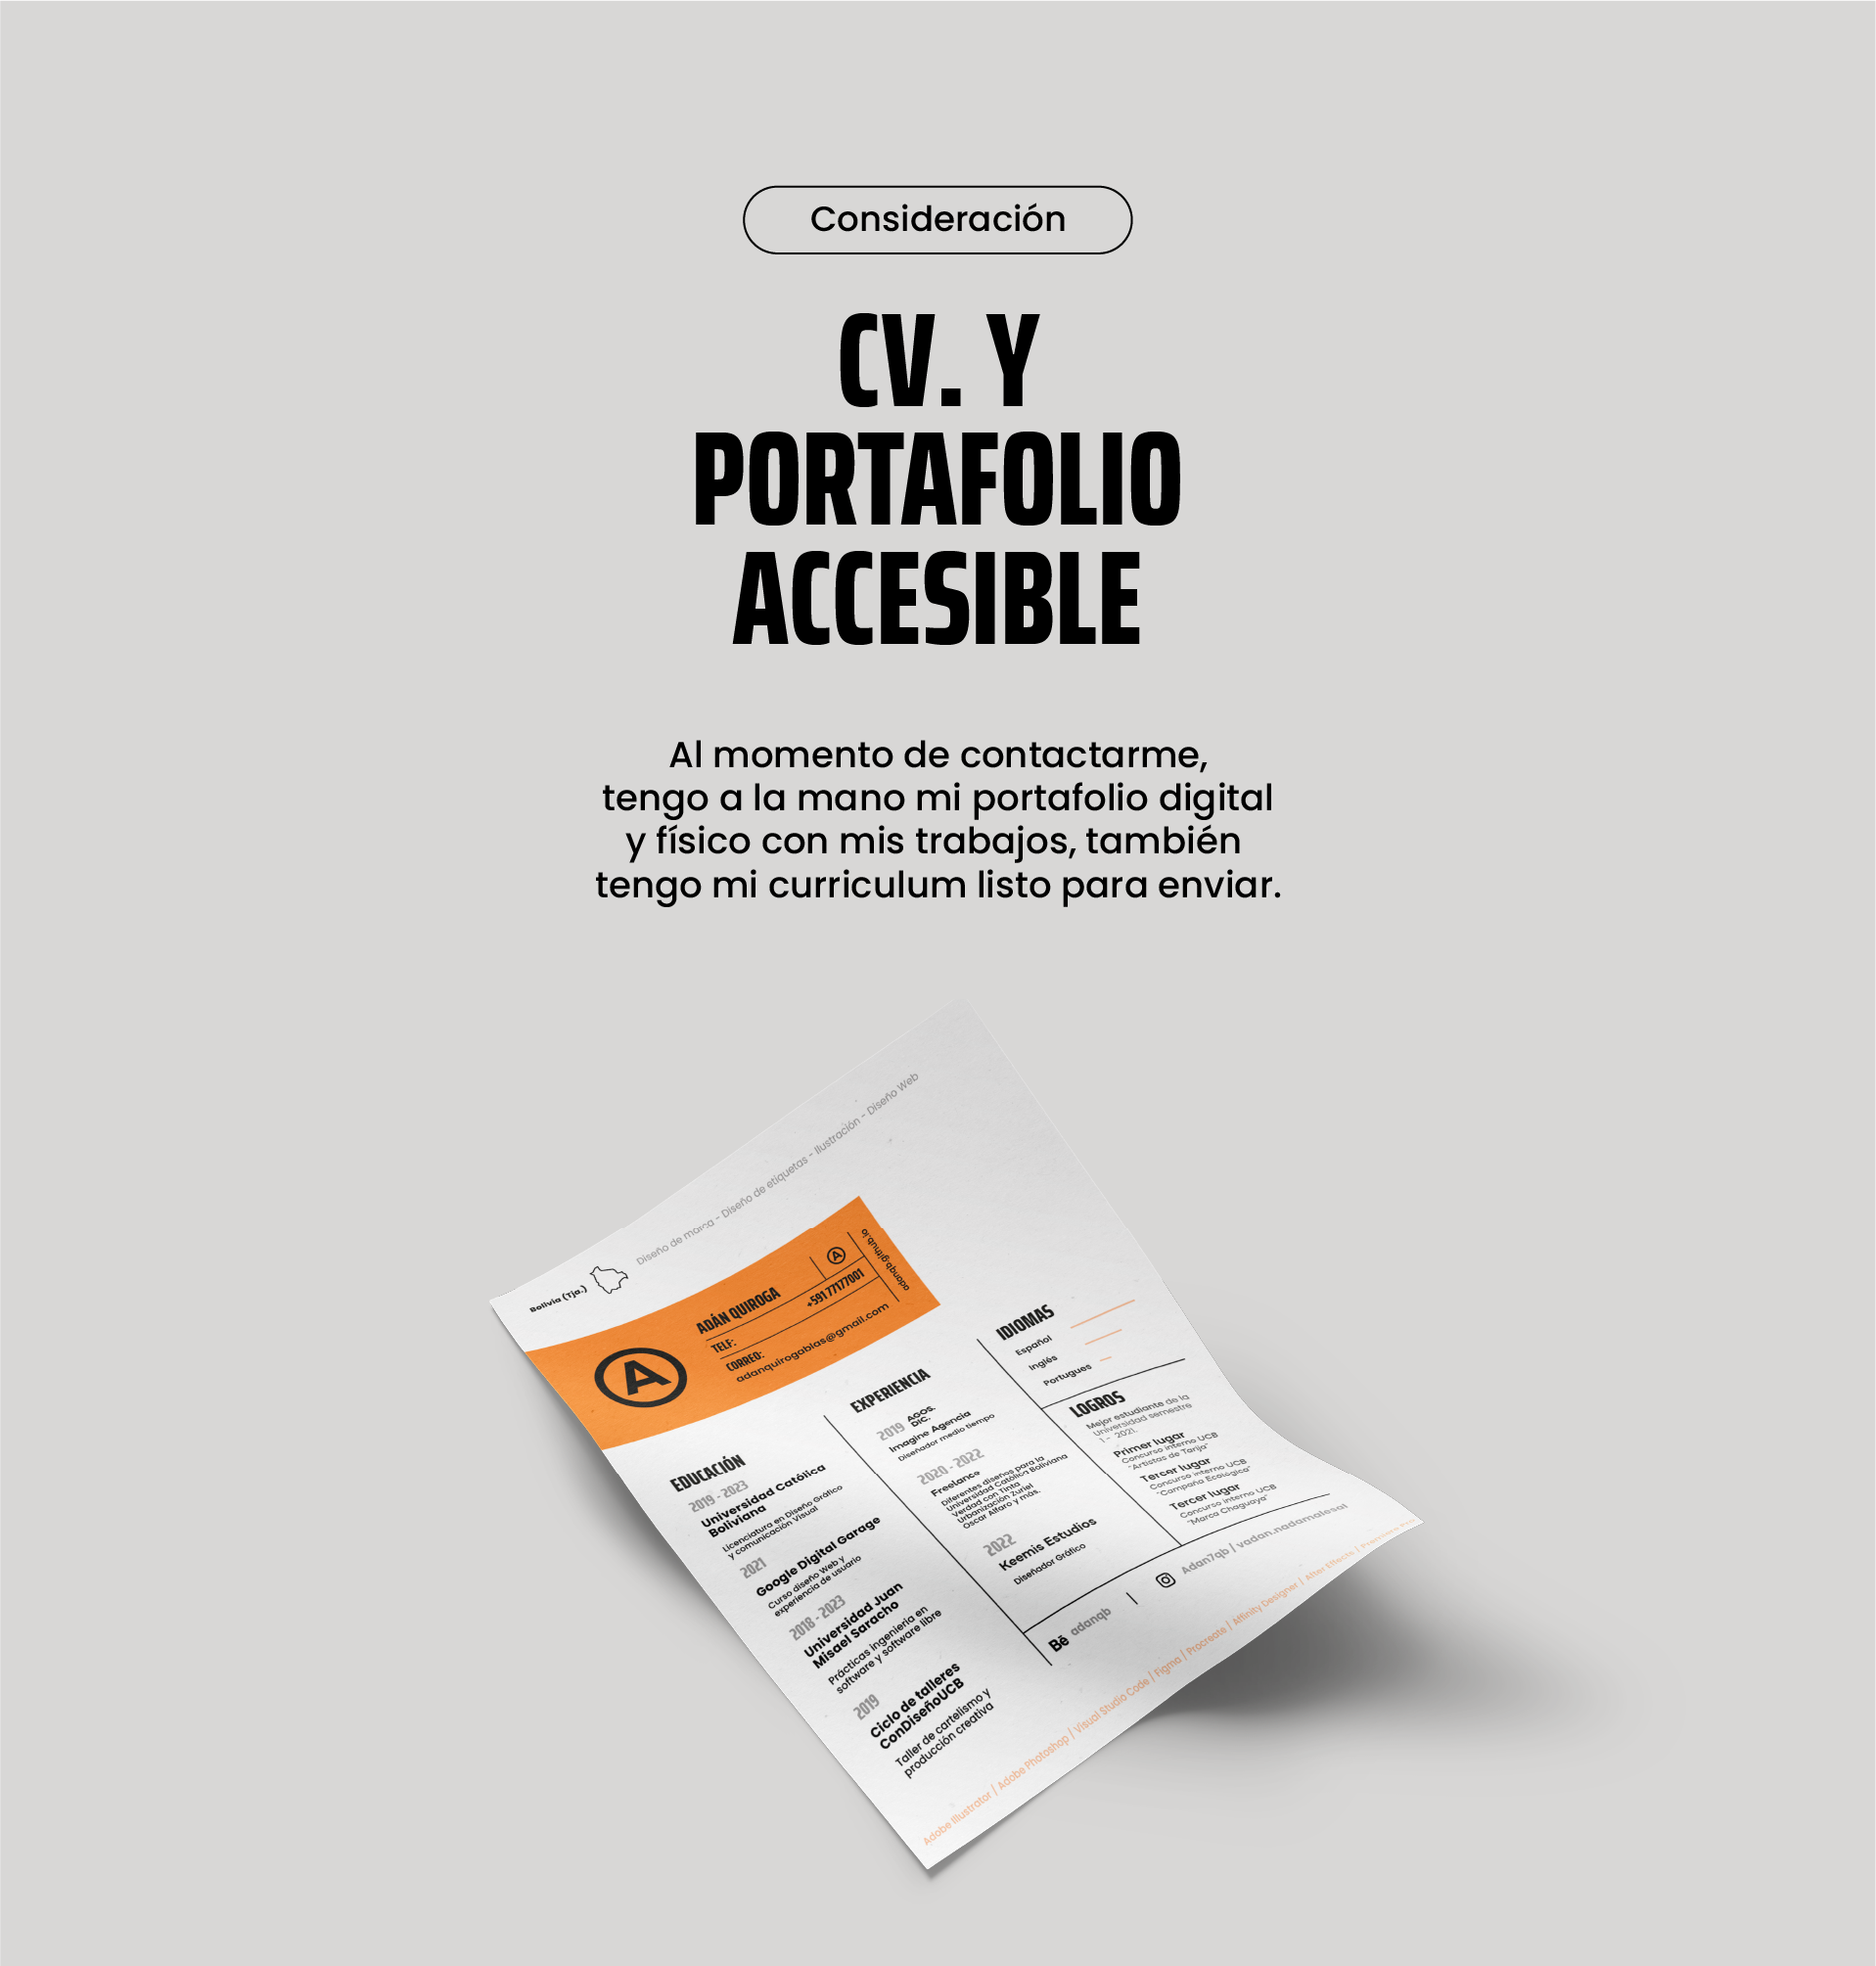 Consideración
CV. Y
PORTAFOLIO
ACCESIBLE
Al momento de contactarme,
tengo a la mano mi portafolio digital
y físico con mis trabajos, también
tengo mi curriculum listo para enviar.
Bolivia (Tja.)
Diseño de marca - Diseño de etiquetas - Ilustración - Diseño Web
A
ADÁN QUIROGA
A
TELF:
+591 77177001
CORREO:
adanquirogablas@gmail.com
adanqb.github.io
EDUCACIÓN
2019 - 2023
Universidad Católica
Boliviana
Licenciatura en Diseño Gráfico
y comunicación Visual
2021
Google Digital Garage
Curso diseño Web y
experiencia de usuario
2018 - 2023
Universidad Juan
Misael Saracho
Prácticas ingeniería en
software y software libre
2019
Ciclo de talleres
ConDiseñoUCB
Taller de cartelismo y
producción creativa
EXPERIENCIA
2019 AGOS.
DIC.
Imagine Agencia
Diseñador medio tiempo
2020 - 2022
Freelance
Diferentes diseños para la
Universidad Católica Boliviana
Verdad con Tinta
Urbanización Zuriel
Oscar Alfaro y más.
2022
Keemis Estudios
Diseñador Gráfico
IDIOMAS
Español
Inglés
Portugues
LOGROS
Mejor estudiante de la
Universidad semestre
1 - 2021.
Primer lugar
Concurso interno UCB
"Artistas de Tarija"
Tercer lugar
Concurso interno UCB
"Campaña Ecológica"
Tercer lugar
Concurso interno UCB
"Marca Chaguaya"
Bē adanqb | Adan7qb | vadan.nadamalesat
Adobe Illustrator / Adobe Photoshop / Visual Studio Code / Figma / Procreate / Affinity Designer / After Effects / Premiere Pro